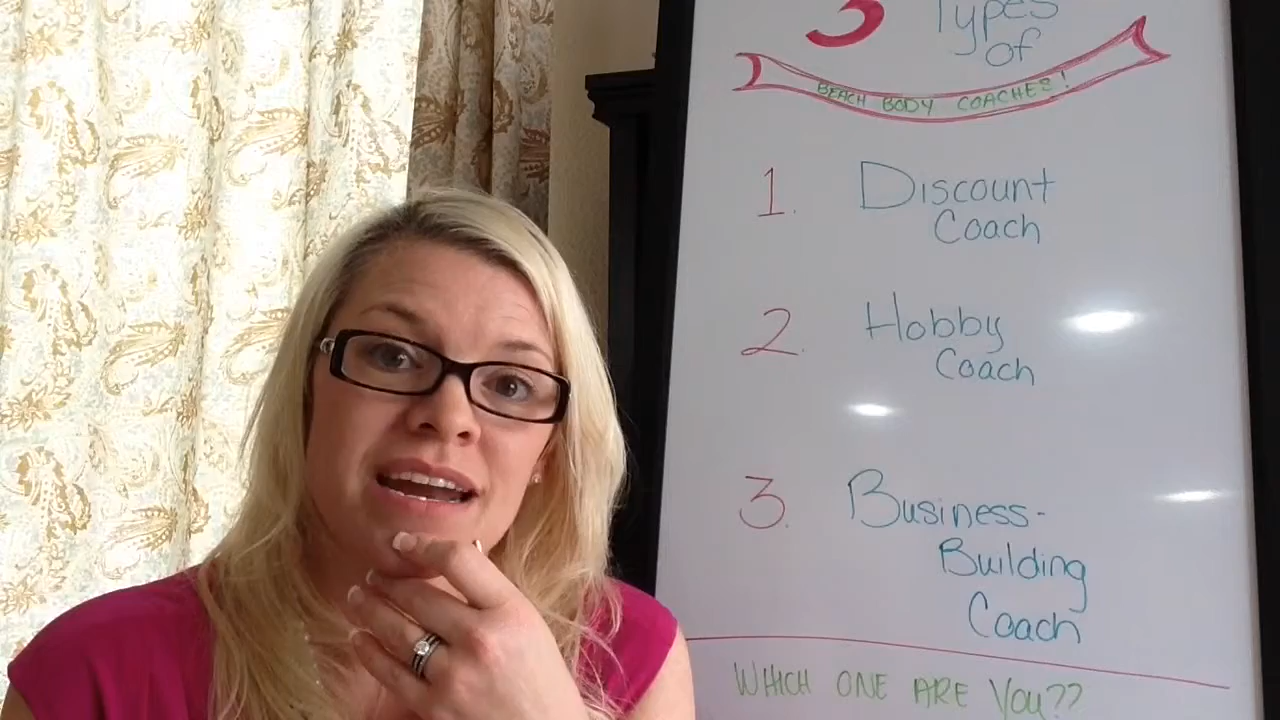 3 Types
of
BEACH BODY COACHES!
1. Discount
Coach
2. Hobby
Coach
3. Business-
Building
Coach
WHICH ONE ARE YOU??